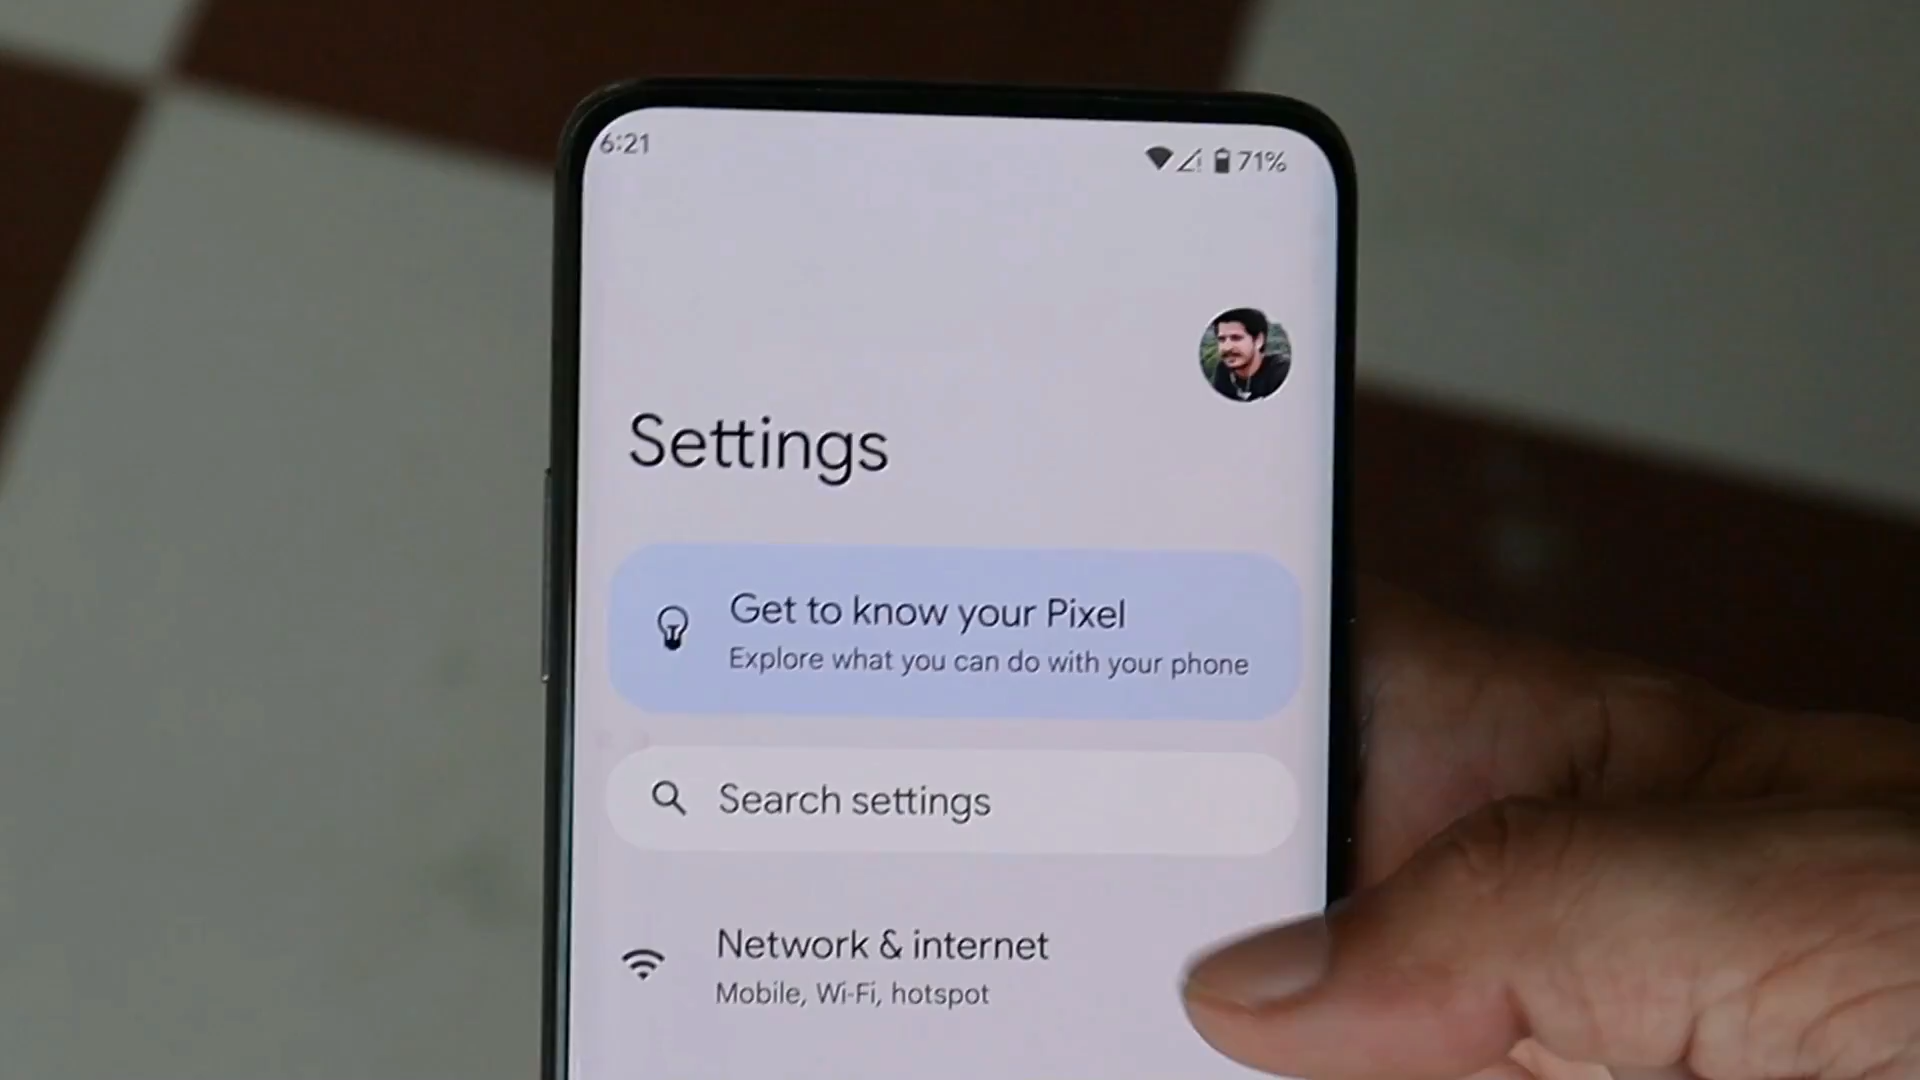 6:21
71%
Settings
Get to know your Pixel
Explore what you can do with your phone
Search settings
Network & internet
Mobile, Wi-Fi, hotspot